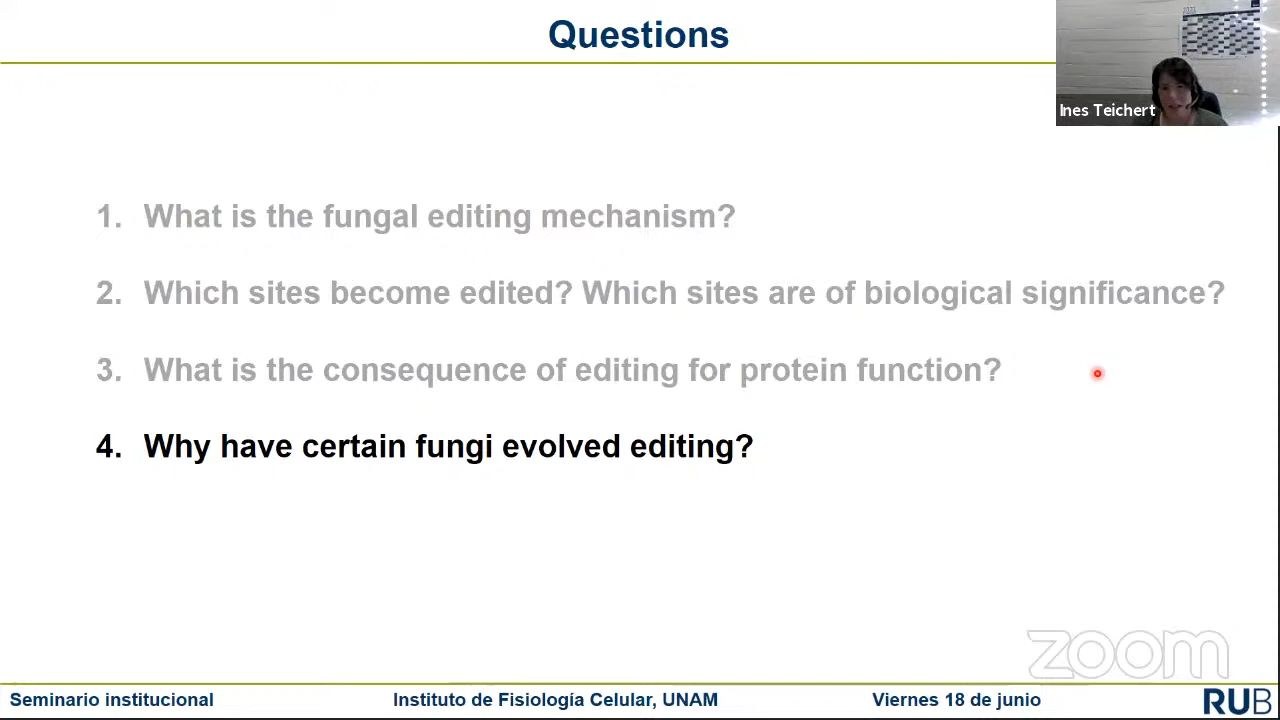 Questions
Ines Teichert
1. What is the fungal editing mechanism?
2. Which sites become edited? Which sites are of biological significance?
3. What is the consequence of editing for protein function?
4. Why have certain fungi evolved editing?
zoom
Seminario institucional Instituto de Fisiología Celular, UNAM Viernes 18 de junio RUB